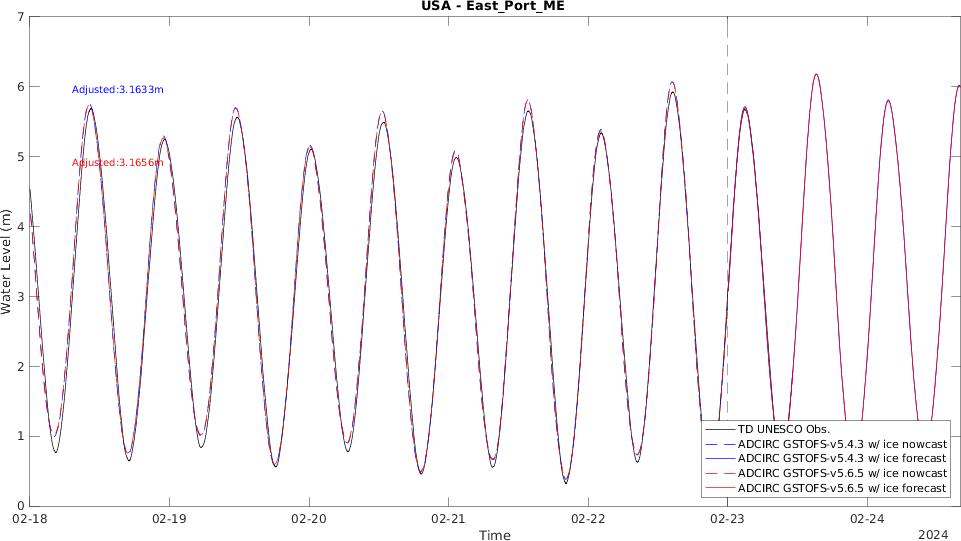 USA - East_Port_ME
7
6
5
4
3
2
1
0
Water Level (m)
Adjusted:3.1633m
Adjusted:3.1656m
TD UNESCO Obs.
ADCIRC GSTOFS-v5.4.3 w/ ice nowcast
ADCIRC GSTOFS-v5.4.3 w/ ice forecast
ADCIRC GSTOFS-v5.6.5 w/ ice nowcast
ADCIRC GSTOFS-v5.6.5 w/ ice forecast
02-18 02-19 02-20 02-21 02-22 02-23 02-24
Time
2024